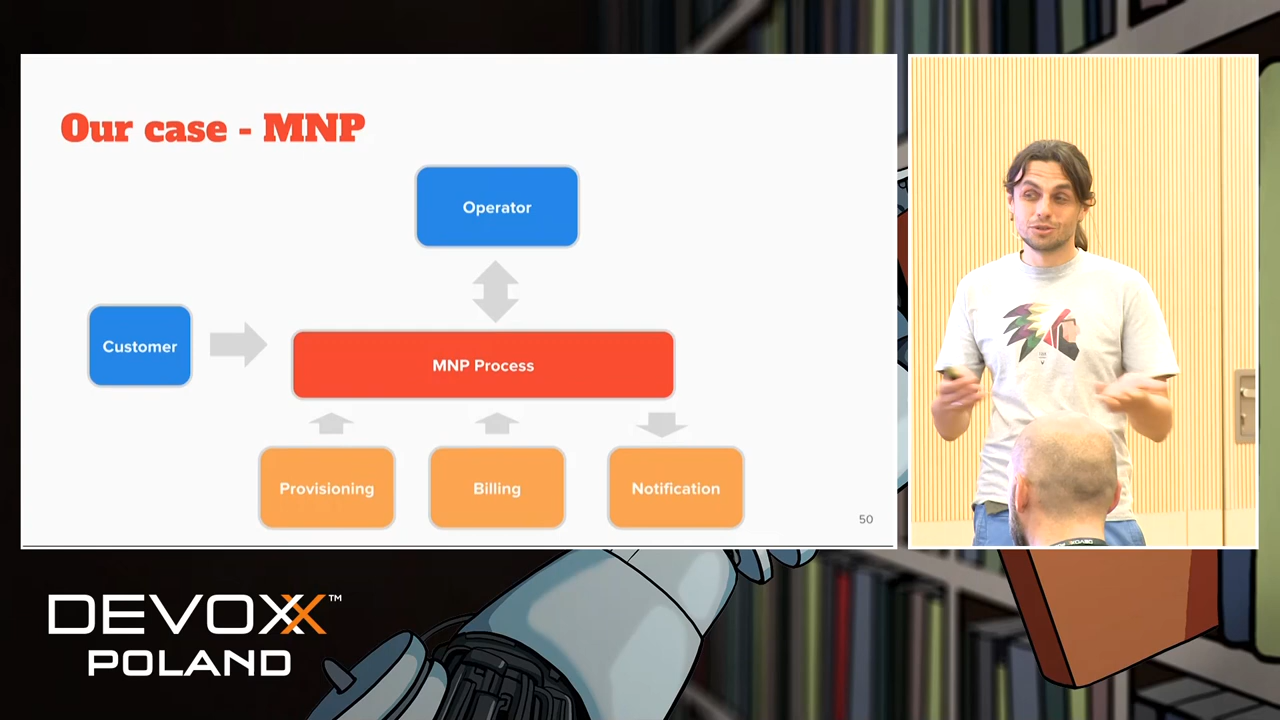 Our case - MNP
Operator
Customer
MNP Process
Provisioning
Billing
Notification
50
DEVOXX™
POLAND